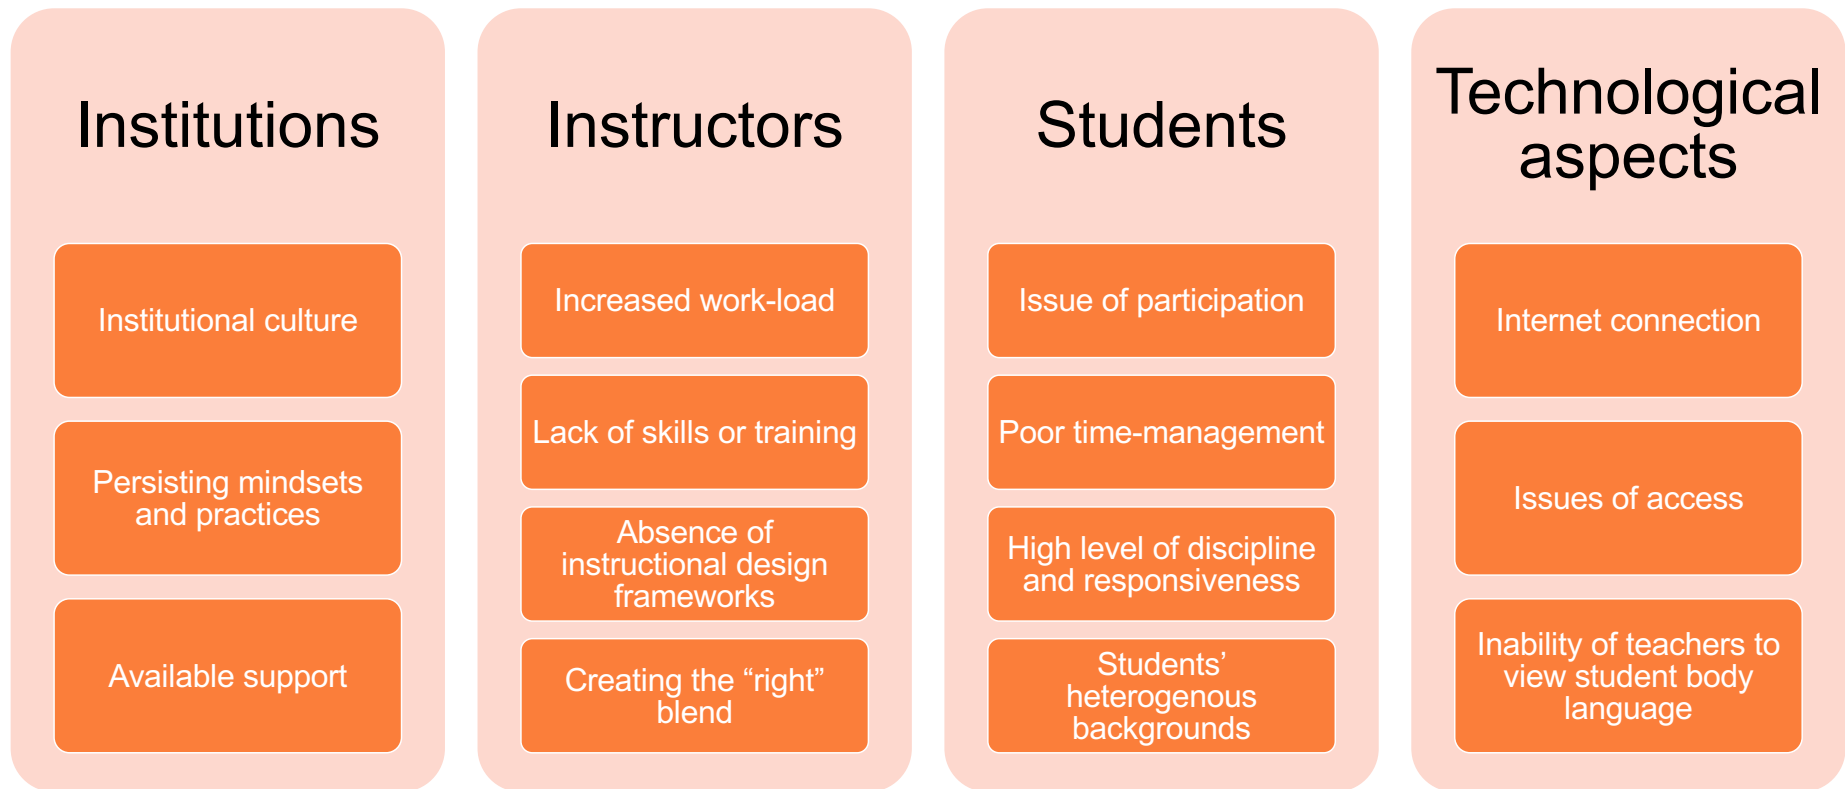 Institutions
Institutional culture
Persisting mindsets
and practices
Available support
Instructors
Increased work-load
Lack of skills or training
Absence of
instructional design
frameworks
Creating the “right”
blend
Students
Issue of participation
Poor time-management
High level of discipline
and responsiveness
Students’
heterogenous
backgrounds
Technological
aspects
Internet connection
Issues of access
Inability of teachers to
view student body
language